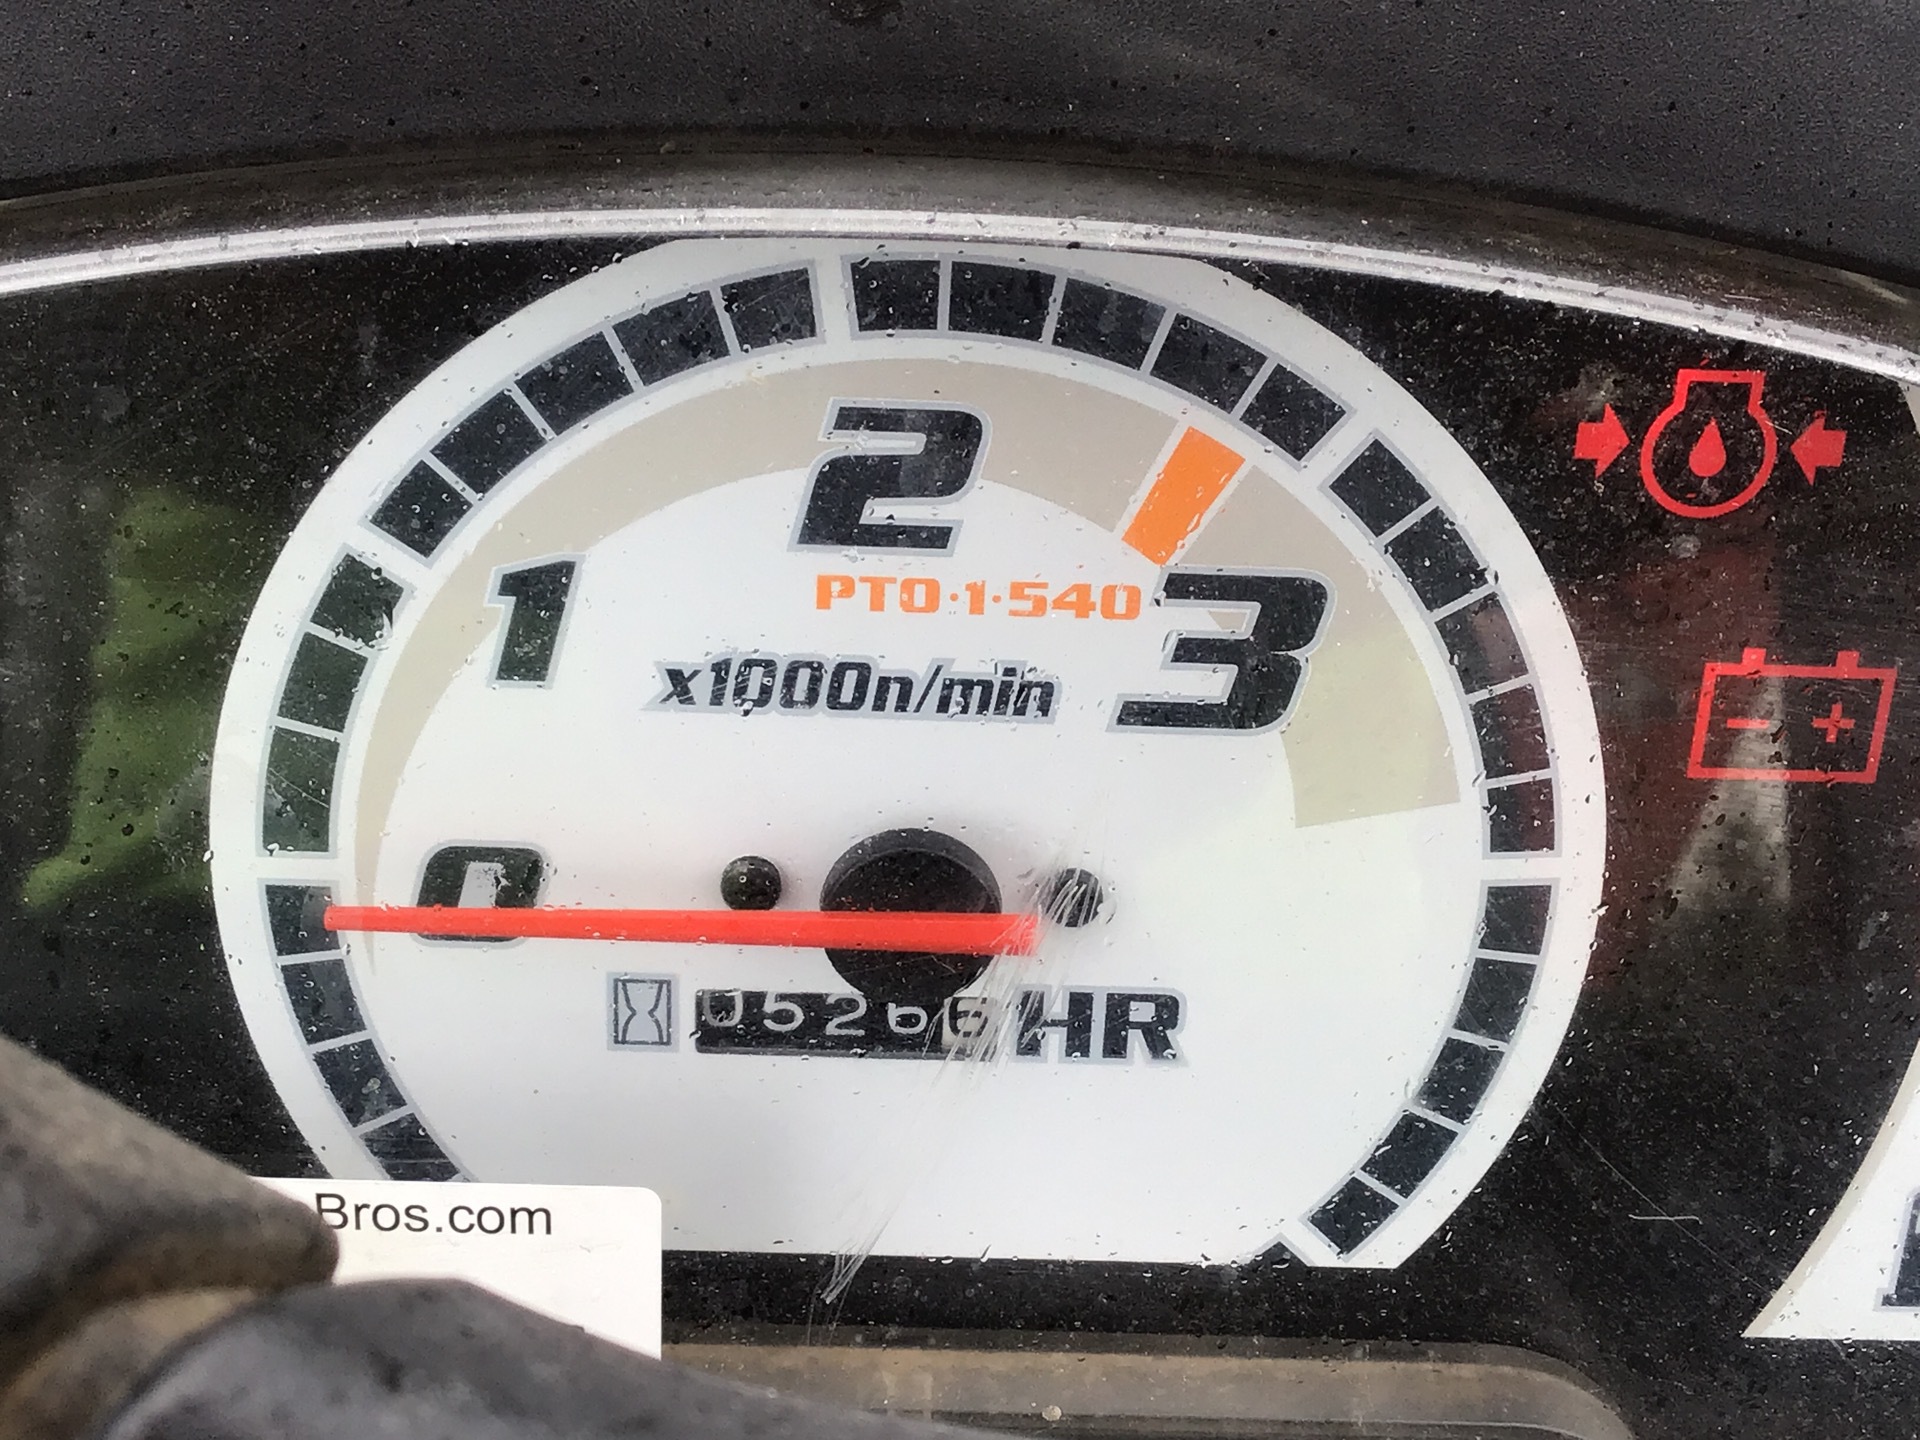 2
1
3
PTO·1·540
x1000n/min
0
HR
- +
Bros.com